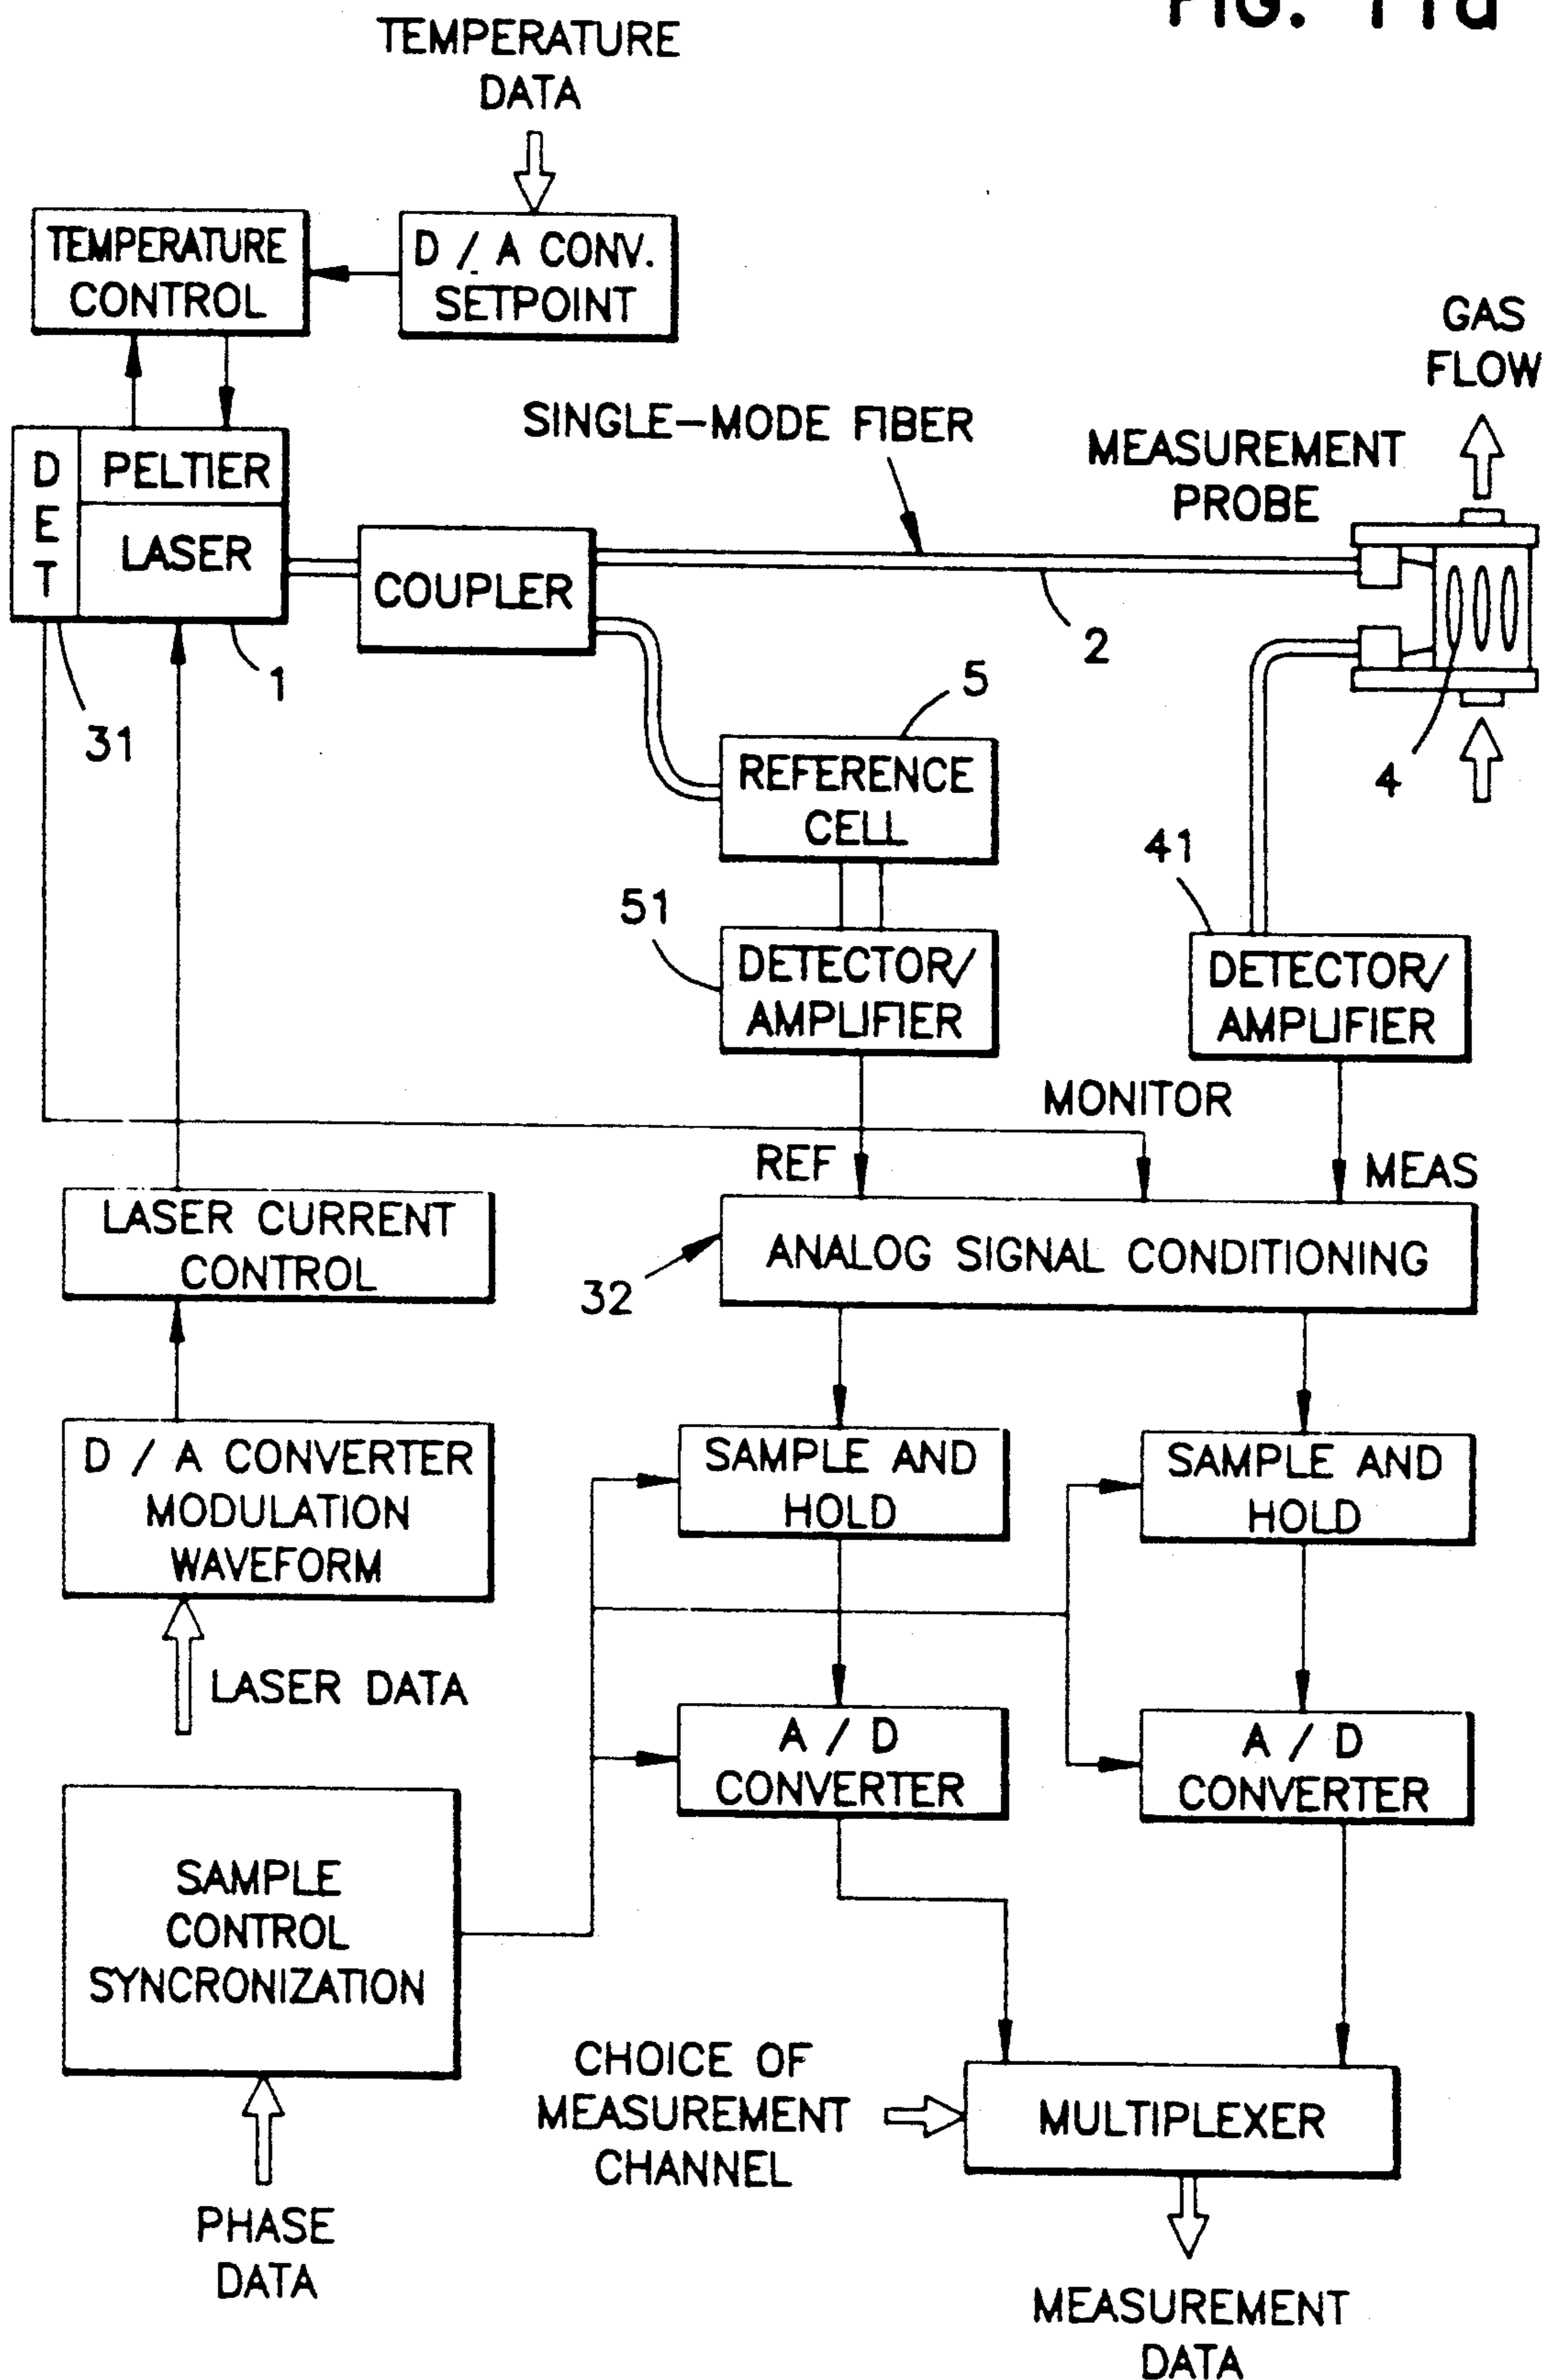 FIG. 11a
TEMPERATURE
DATA
TEMPERATURE
CONTROL
D / A CONV.
SETPOINT
GAS
FLOW
SINGLE-MODE FIBER
MEASUREMENT
PROBE
DET
PELTIER
LASER
COUPLER
1
2
31
5
4
REFERENCE
CELL
41
51
DETECTOR/
AMPLIFIER
DETECTOR/
AMPLIFIER
MONITOR
REF
MEAS
LASER CURRENT
CONTROL
ANALOG SIGNAL CONDITIONING
32
D / A CONVERTER
MODULATION
WAVEFORM
SAMPLE AND
HOLD
SAMPLE AND
HOLD
LASER DATA
A / D
CONVERTER
A / D
CONVERTER
SAMPLE
CONTROL
SYNCRONIZATION
CHOICE OF
MEASUREMENT
CHANNEL
MULTIPLEXER
PHASE
DATA
MEASUREMENT
DATA